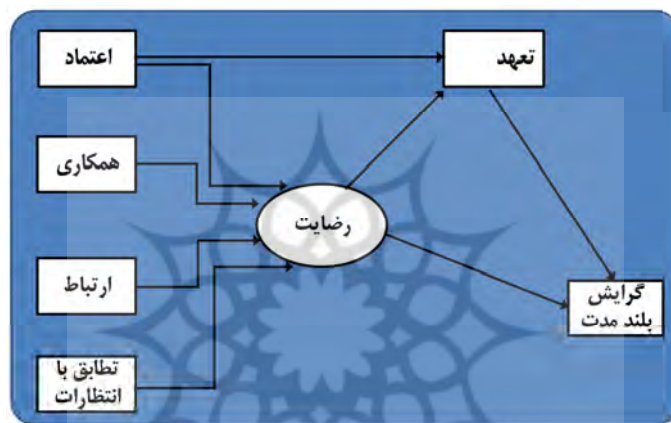 اعتماد
تعهد
همکاری
رضایت
ارتباط
گرایش
بلند مدت
تطابق با
انتظارات